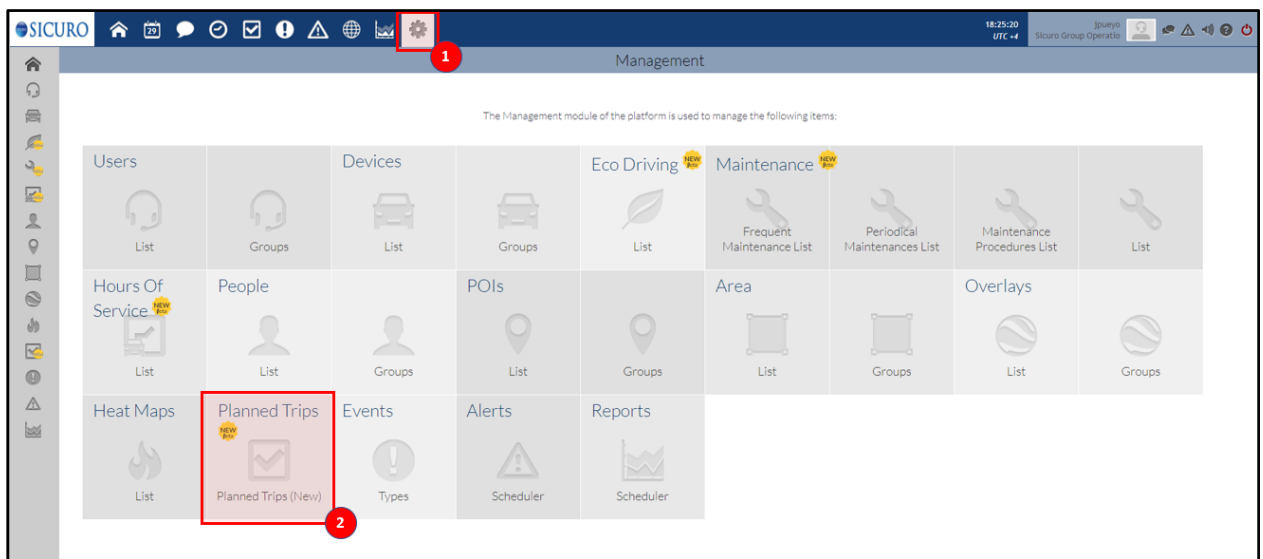 SICURO
29
18:25:20
UTC +4
jpueyo
Sicuro Group Operatio
1
Management
The Management module of the platform is used to manage the following items:
Users
Devices
Eco Driving NEW Beta
Maintenance NEW Beta
List
Groups
List
Groups
List
Frequent
Maintenance List
Periodical
Maintenances List
Maintenance
Procedures List
List
Hours Of
Service NEW Beta
People
POIs
Area
Overlays
List
List
Groups
List
Groups
List
Groups
List
Groups
Heat Maps
Planned Trips
NEW Beta
Events
Alerts
Reports
List
Planned Trips (New)
Types
Scheduler
Scheduler
2